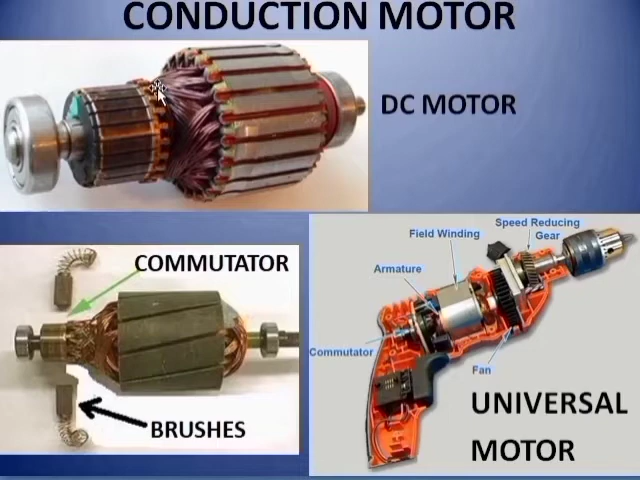 CONDUCTION MOTOR
DC MOTOR
COMMUTATOR
BRUSHES
Field Winding
Speed Reducing
Gear
Armature
Commutator
Fan
UNIVERSAL
MOTOR